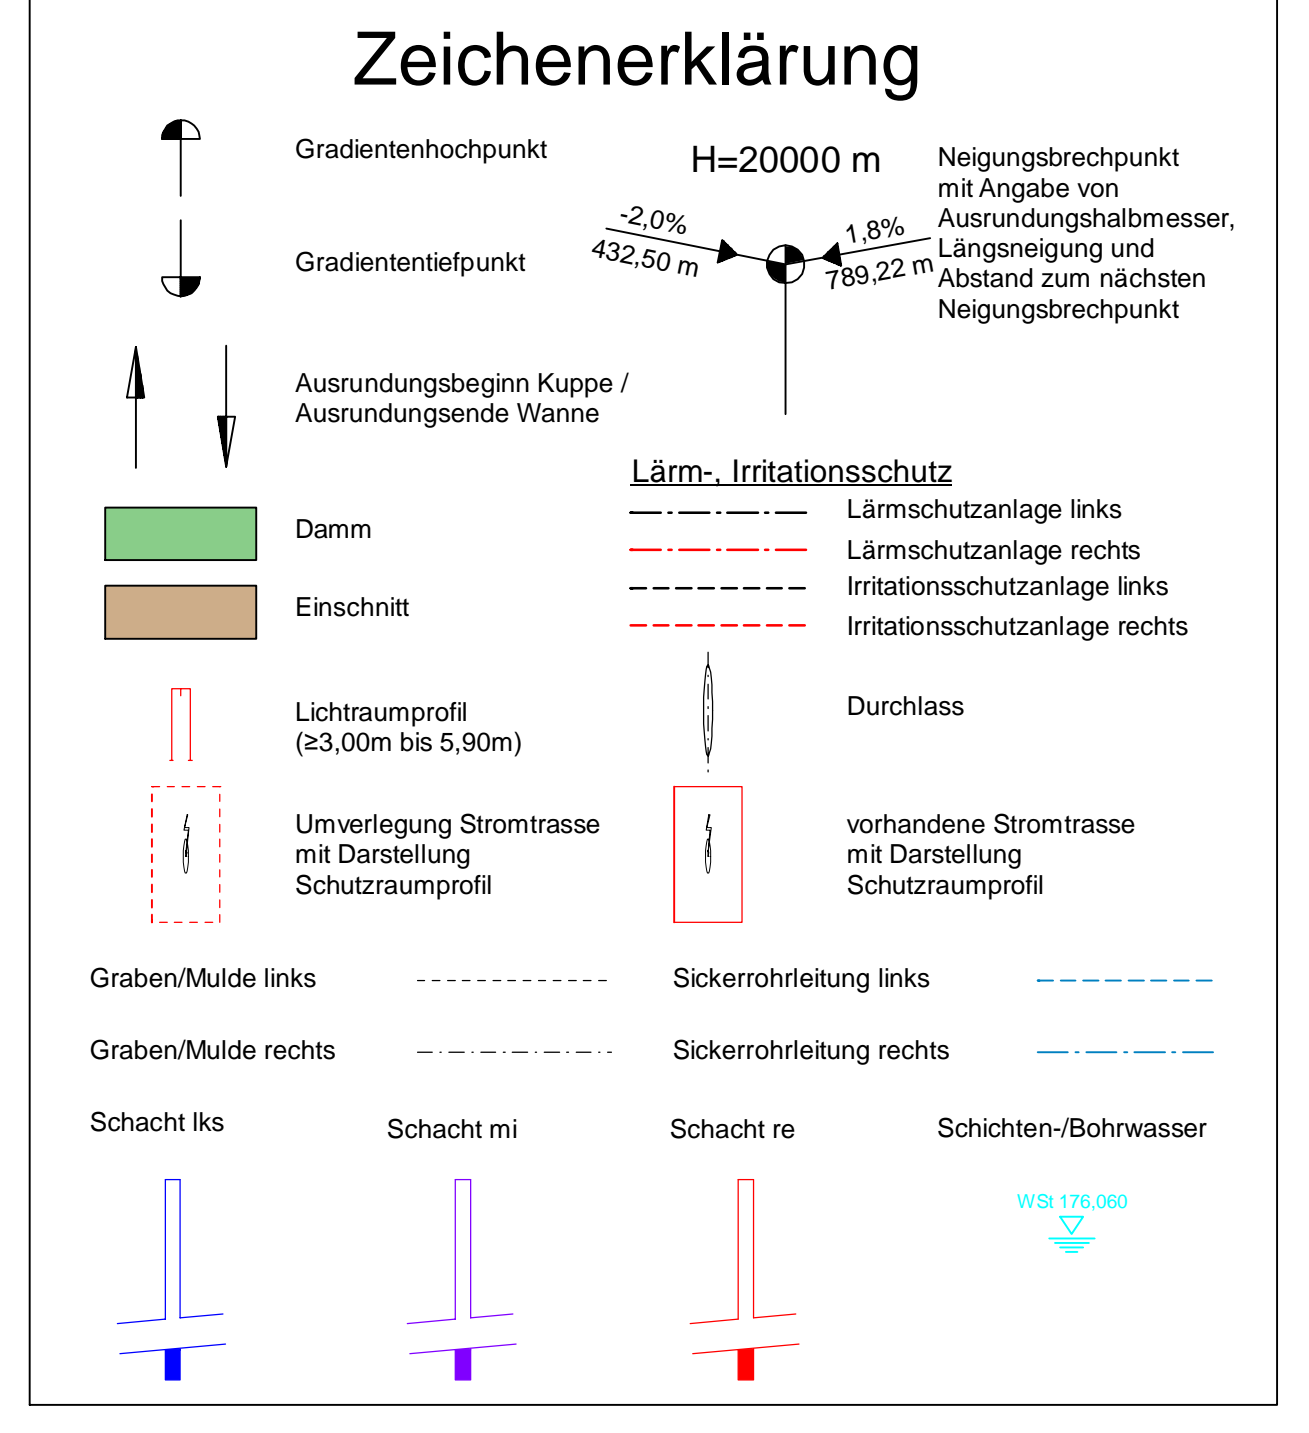 Zeichenerklärung
Gradientenhochpunkt
Gradiententiefpunkt
H=20000 m
-2,0%
432,50 m
1,8%
789,22 m
Neigungsbrechpunkt
mit Angabe von
Ausrundungshalbmesser,
Längsneigung und
Abstand zum nächsten
Neigungsbrechpunkt
Ausrundungsbeginn Kuppe /
Ausrundungsende Wanne
Lärm-, Irritationsschutz
Lärmschutzanlage links
Lärmschutzanlage rechts
Irritationsschutzanlage links
Irritationsschutzanlage rechts
Damm
Einschnitt
Lichtraumprofil
(≥3,00m bis 5,90m)
Durchlass
Umverlegung Stromtrasse
mit Darstellung
Schutzraumprofil
vorhandene Stromtrasse
mit Darstellung
Schutzraumprofil
Graben/Mulde links
Sickerrohrleitung links
Graben/Mulde rechts
Sickerrohrleitung rechts
Schacht lks
Schacht mi
Schacht re
Schichten-/Bohrwasser
WSt 176,060